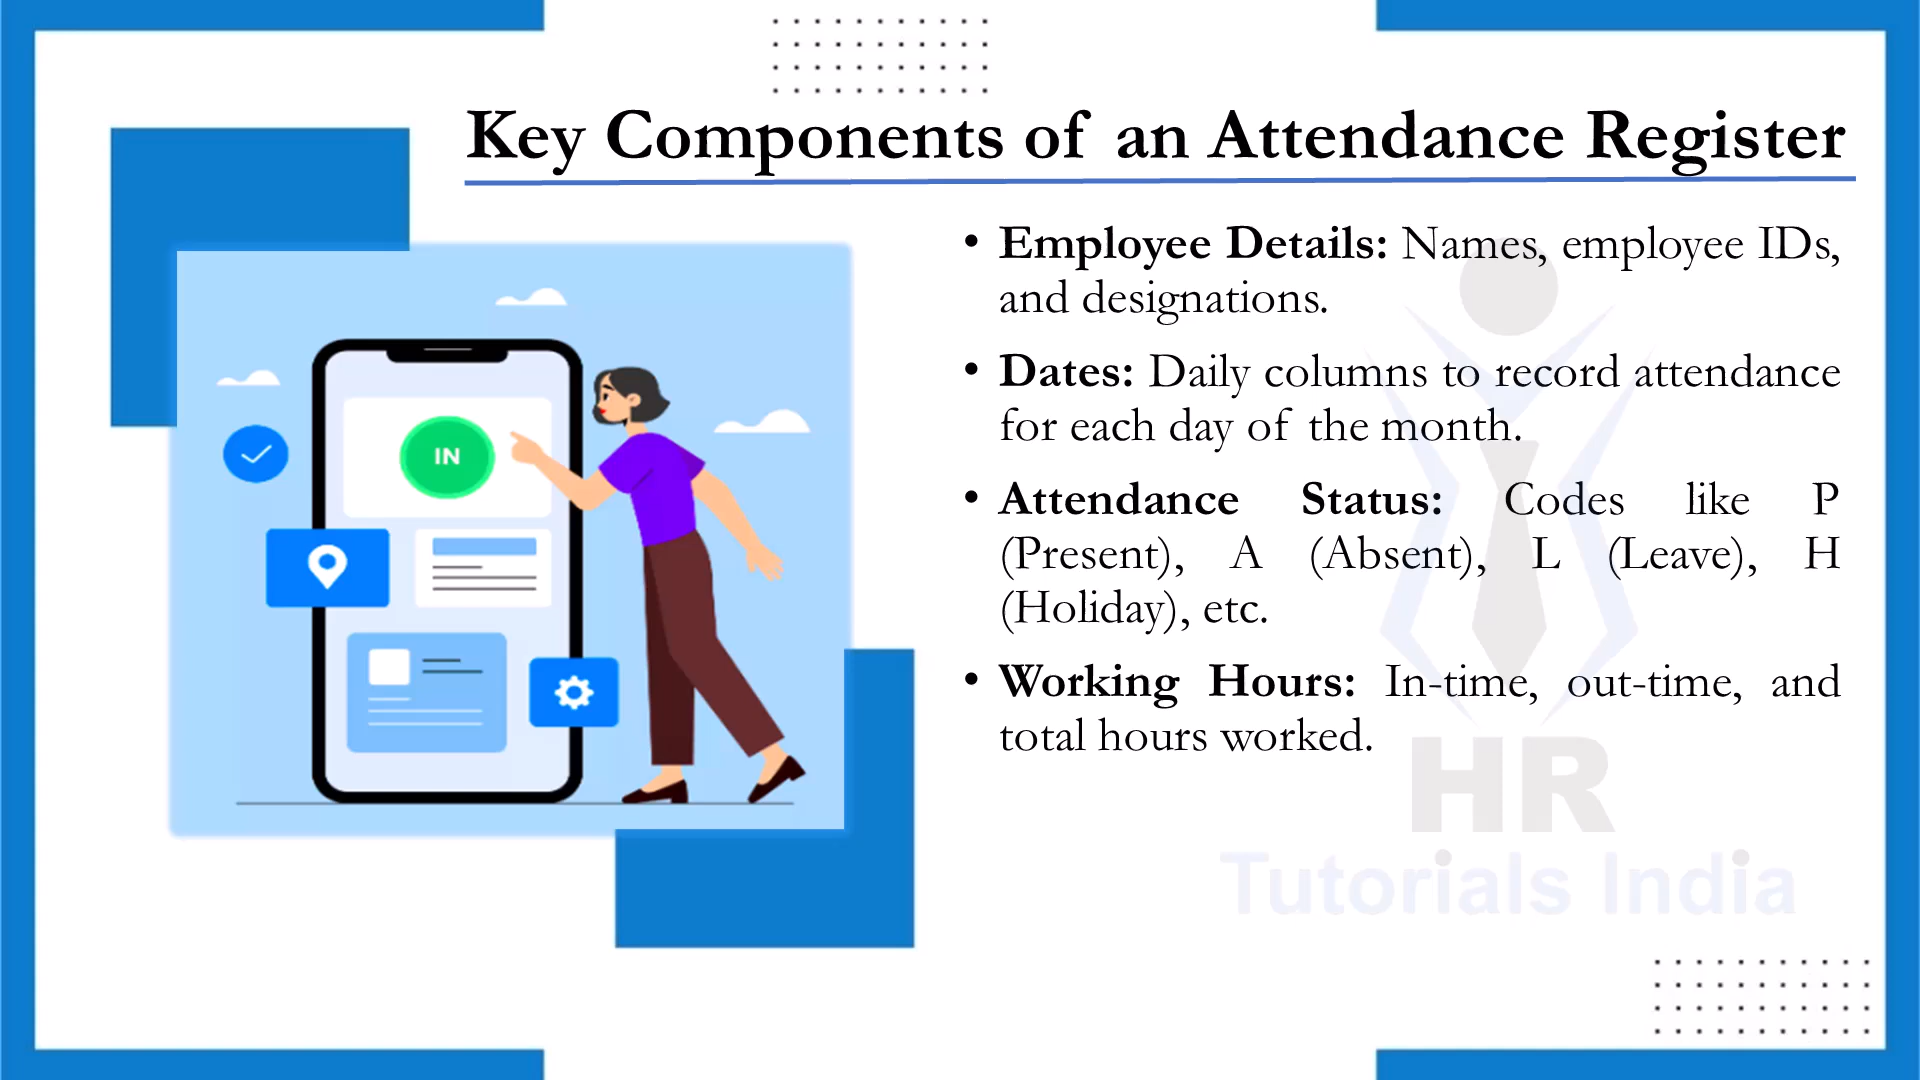 Key Components of an Attendance Register
• Employee Details: Names, employee IDs,
and designations.
• Dates: Daily columns to record attendance
for each day of the month.
• Attendance Status: Codes like P
(Present), A (Absent), L (Leave), H
(Holiday), etc.
• Working Hours: In-time, out-time, and
total hours worked.
IN
HR
Tutorials India